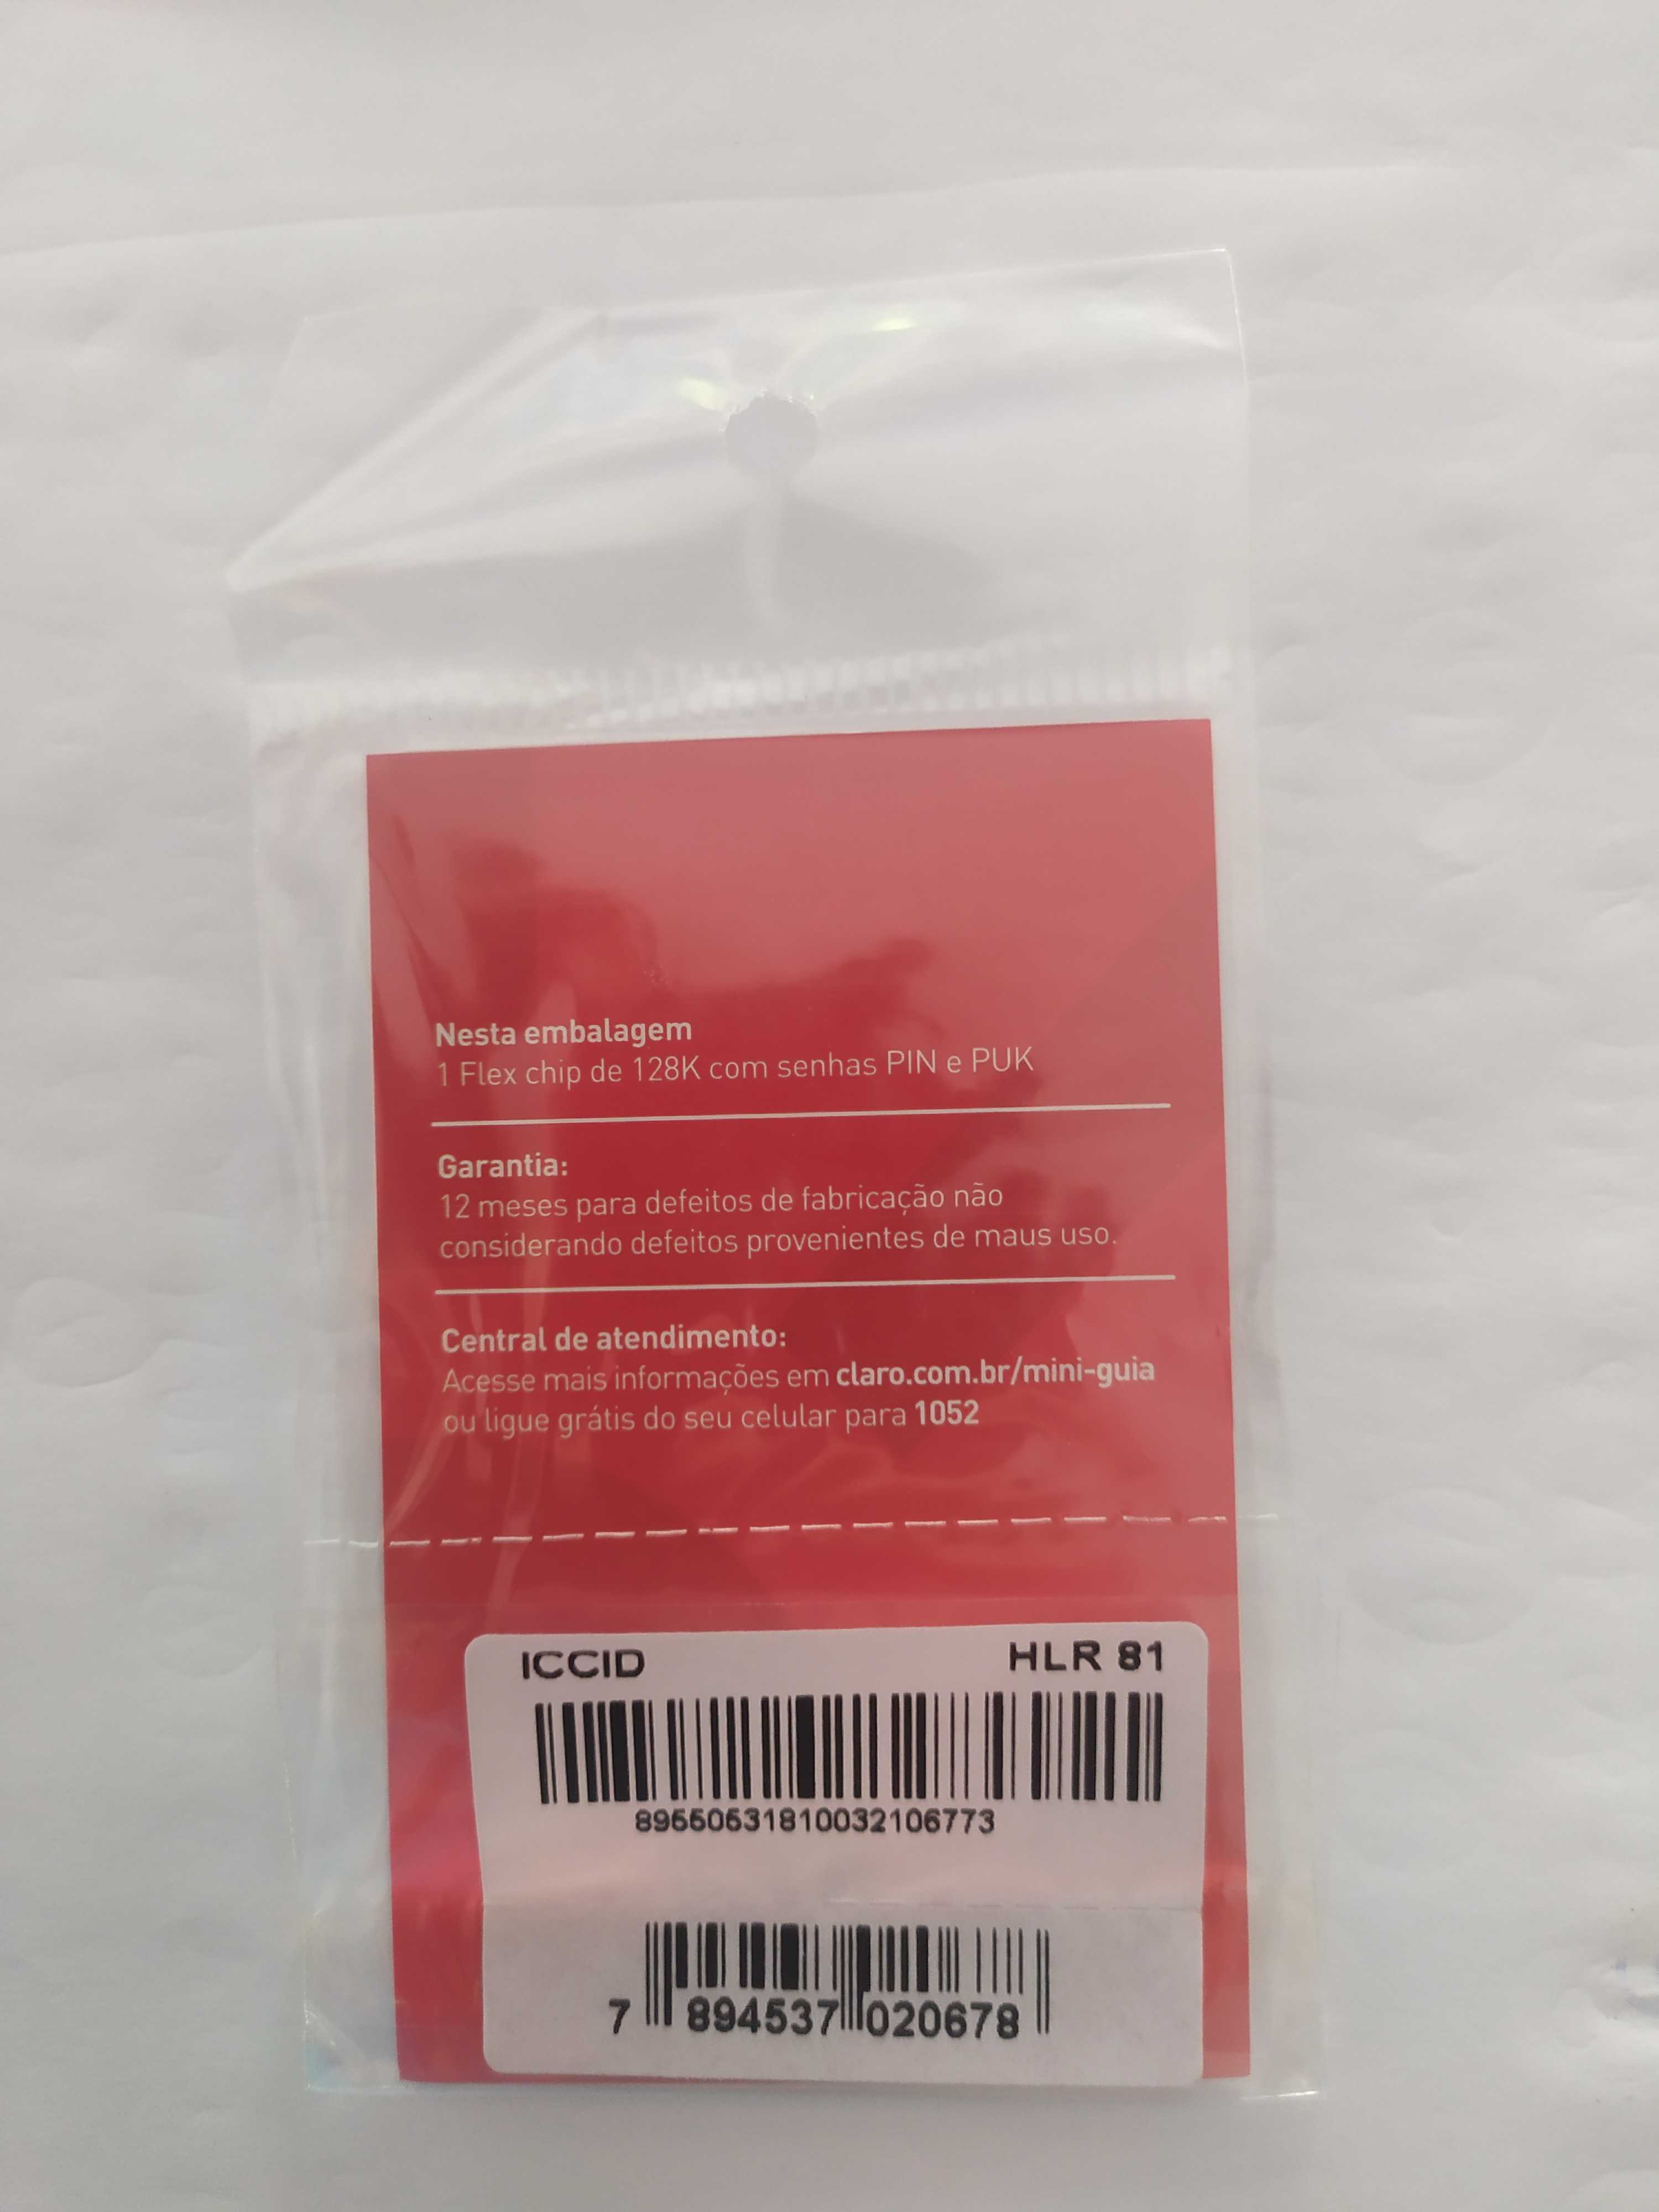 Nesta embalagem
1 Flex chip de 128K com senhas PIN e PUK
Garantia:
12 meses para defeitos de fabricação não
considerando defeitos provenientes de maus uso.
Central de atendimento:
Acesse mais informações em claro.com.br/mini-guia
ou ligue grátis do seu celular para 1052
ICCID HLR 81
89550531810032106773
7 894537 020678